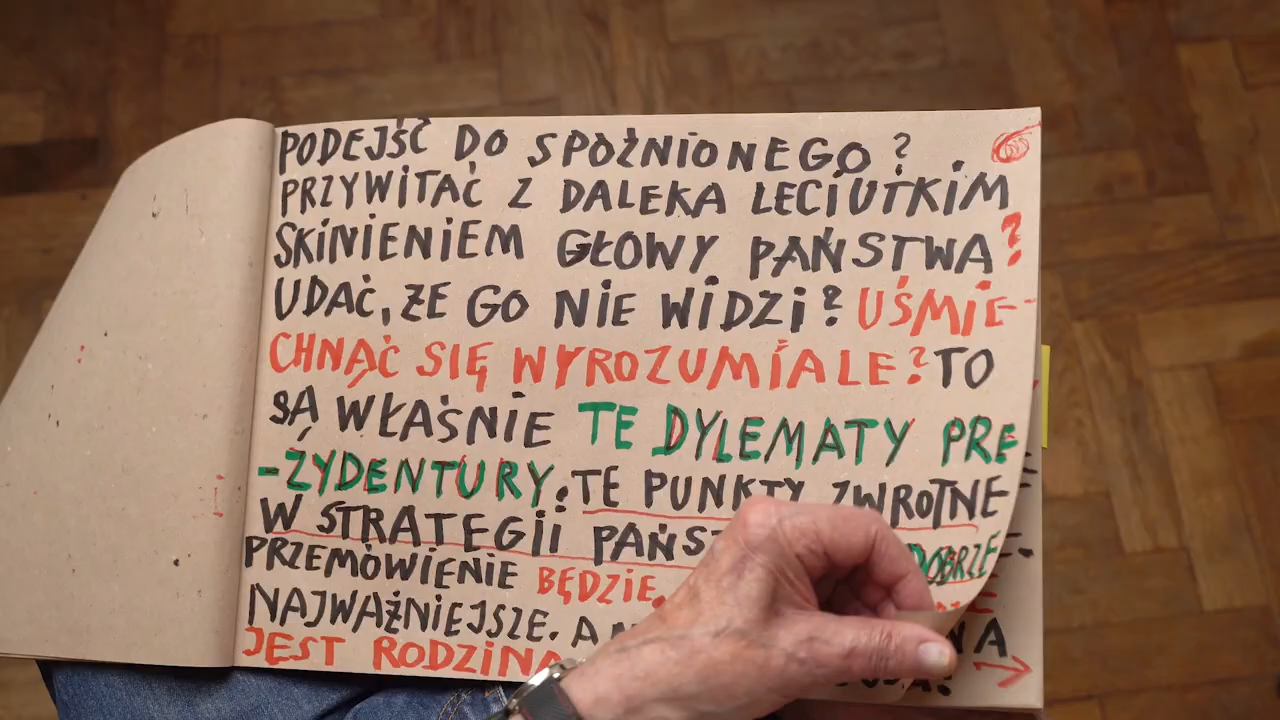 PODEJŚĆ DO SPÓŹNIONEGO?
PRZYWITAĆ Z DALEKA LECIUTKIM
SKINIENIEM GŁOWY PAŃSTWA?
UDAĆ, ŻE GO NIE WIDZI? UŚMIE-
CHNĄĆ SIĘ WYROZUMIALE? TO
SĄ WŁAŚNIE TE DYLEMATY PRE
-ZYDENTURY. TE PUNKTY ZWROTNE
W STRATEGII PAŃST DOBRZE
PRZEMÓWIENIE BĘDZIE.
NAJWAŻNIEJSZE. A
JEST RODZINA